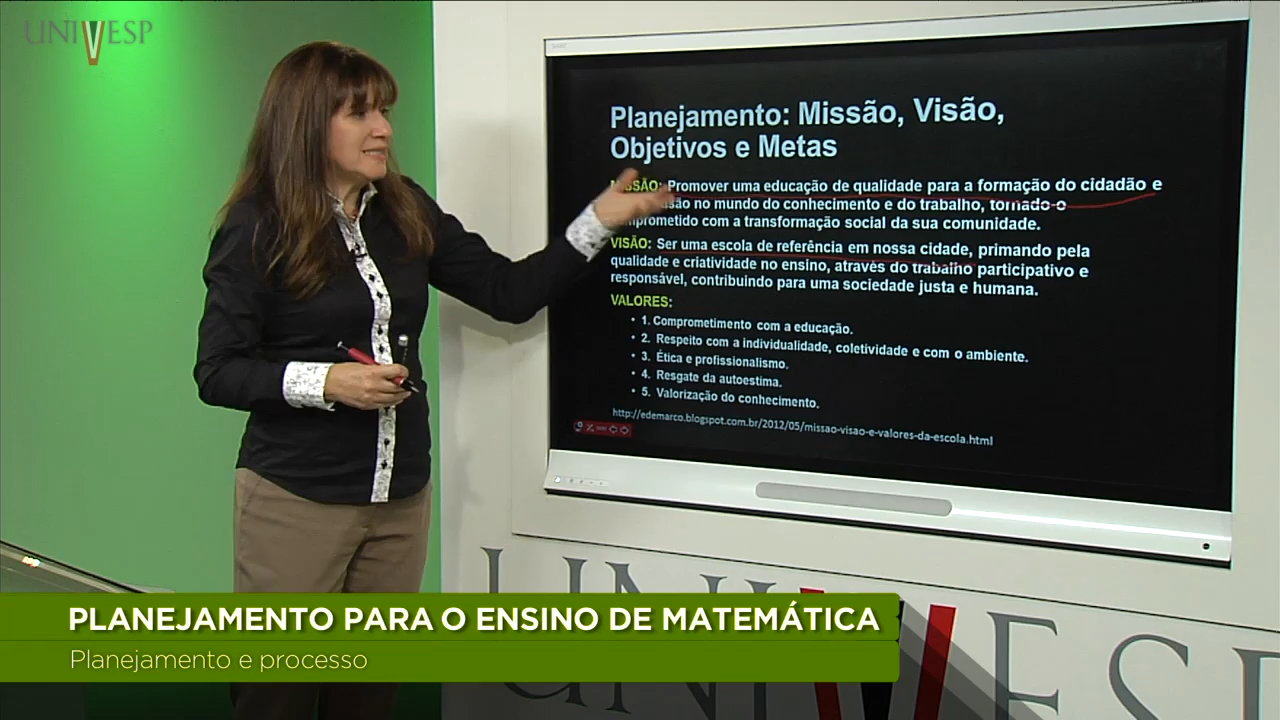 UNIVESP
Planejamento: Missão, Visão,
Objetivos e Metas
MISSÃO: Promover uma educação de qualidade para a formação do cidadão e
no mundo do conhecimento e do trabalho, tornado o
com a transformação social da sua comunidade.
VISÃO: Ser uma escola de referência em nossa cidade, primando pela
qualidade e criatividade no ensino, através do trabalho participativo e
responsável, contribuindo para uma sociedade justa e humana.
VALORES:
• 1. Comprometimento com a educação.
• 2. Respeito com a individualidade, coletividade e com o ambiente.
• 3. Ética e profissionalismo.
• 4. Resgate da autoestima.
• 5. Valorização do conhecimento.
http://edemarco.blogspot.com.br/2012/05/missao-visao-e-valores-da-escola.html
UNIVESP
PLANEJAMENTO PARA O ENSINO DE MATEMÁTICA
Planejamento e processo